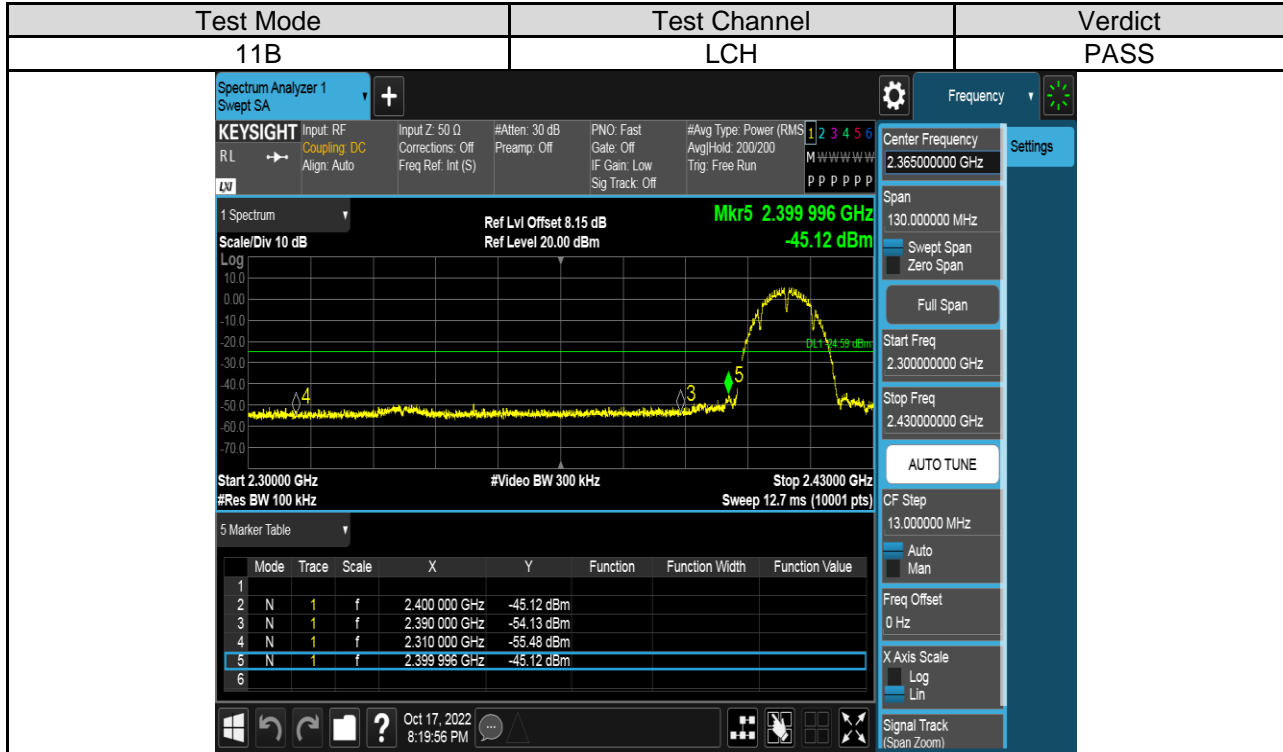 Test Mode Test Channel Verdict
11B LCH PASS
Spectrum Analyzer 1
Swept SA
+
Frequency
KEYSIGHT Input: RF Input Z: 50 Ω #Atten: 30 dB PNO: Fast #Avg Type: Power (RMS 1 2 3 4 5 6
RL Coupling: DC Corrections: Off Preamp: Off Gate: Off Avg|Hold: 200/200 M W W W W W
Align: Auto Freq Ref: Int (S) IF Gain: Low Trig: Free Run
LXI Sig Track: Off P P P P P P
Center Frequency
2.365000000 GHz
Settings
Span
130.000000 MHz
Swept Span
Zero Span
Full Span
Start Freq
2.300000000 GHz
Stop Freq
2.430000000 GHz
AUTO TUNE
CF Step
13.000000 MHz
Auto
Man
Freq Offset
0 Hz
X Axis Scale
Log
Lin
Signal Track
(Span Zoom)
1 Spectrum Ref Lvl Offset 8.15 dB Mkr5 2.399 996 GHz
Scale/Div 10 dB Ref Level 20.00 dBm -45.12 dBm
Log
10.0
0.00
-10.0
-20.0
DL1 -24.59 dBm
-30.0
-40.0
5
4 3
-50.0
-60.0
-70.0
Start 2.30000 GHz #Video BW 300 kHz Stop 2.43000 GHz
#Res BW 100 kHz Sweep 12.7 ms (10001 pts)
5 Marker Table
Mode Trace Scale X Y Function Function Width Function Value
1
2 N 1 f 2.400 000 GHz -45.12 dBm
3 N 1 f 2.390 000 GHz -54.13 dBm
4 N 1 f 2.310 000 GHz -55.48 dBm
5 N 1 f 2.399 996 GHz -45.12 dBm
6
? Oct 17, 2022
8:19:56 PM